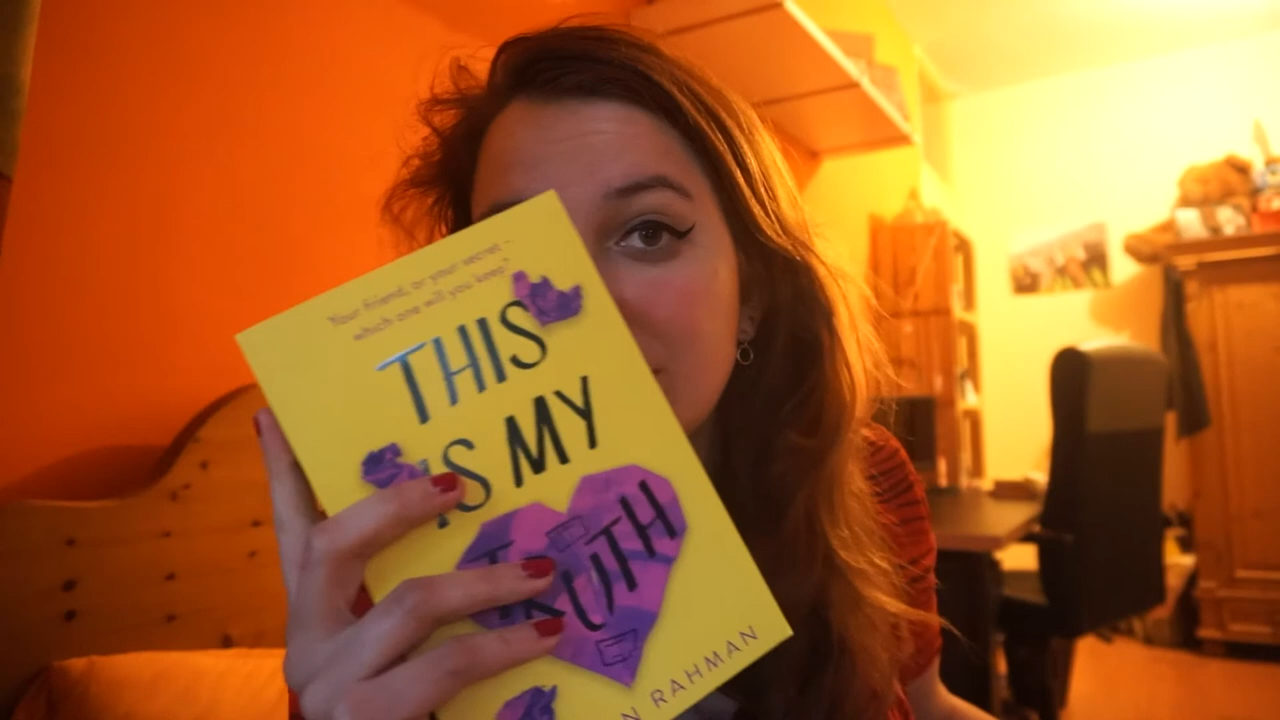 Your friend, or your secret -
which one will you keep?
THIS
IS MY
TRUTH
N RAHMAN